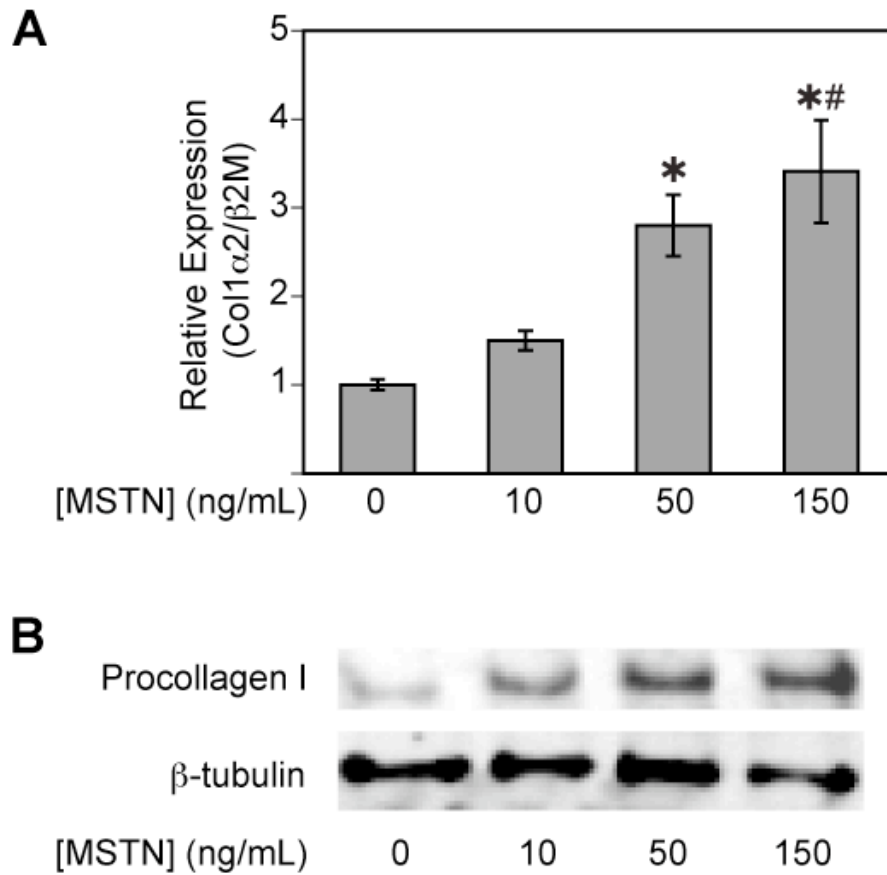 A
Relative Expression
(Col1α2/β2M)
5
4
3
2
1
*
*#
[MSTN] (ng/mL) 0 10 50 150
B
Procollagen I
β-tubulin
[MSTN] (ng/mL) 0 10 50 150